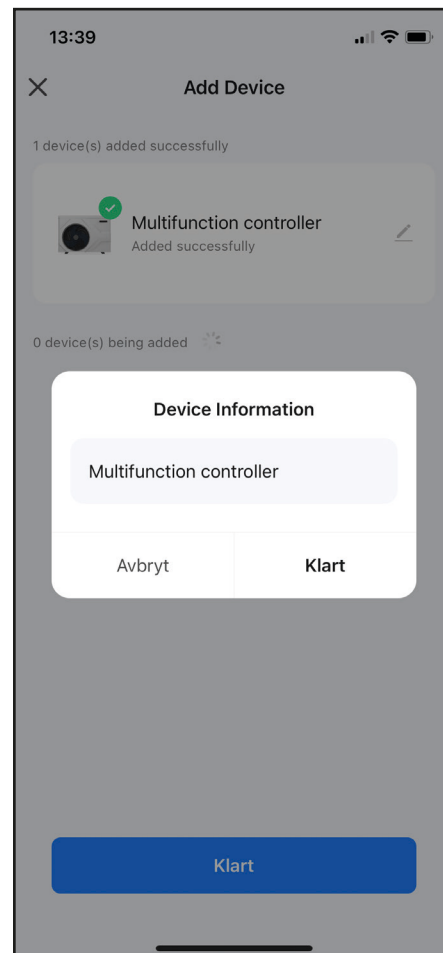 13:39
Add Device
1 device(s) added successfully
Multifunction controller
Added successfully
0 device(s) being added
Device Information
Multifunction controller
Avbryt
Klart
Klart